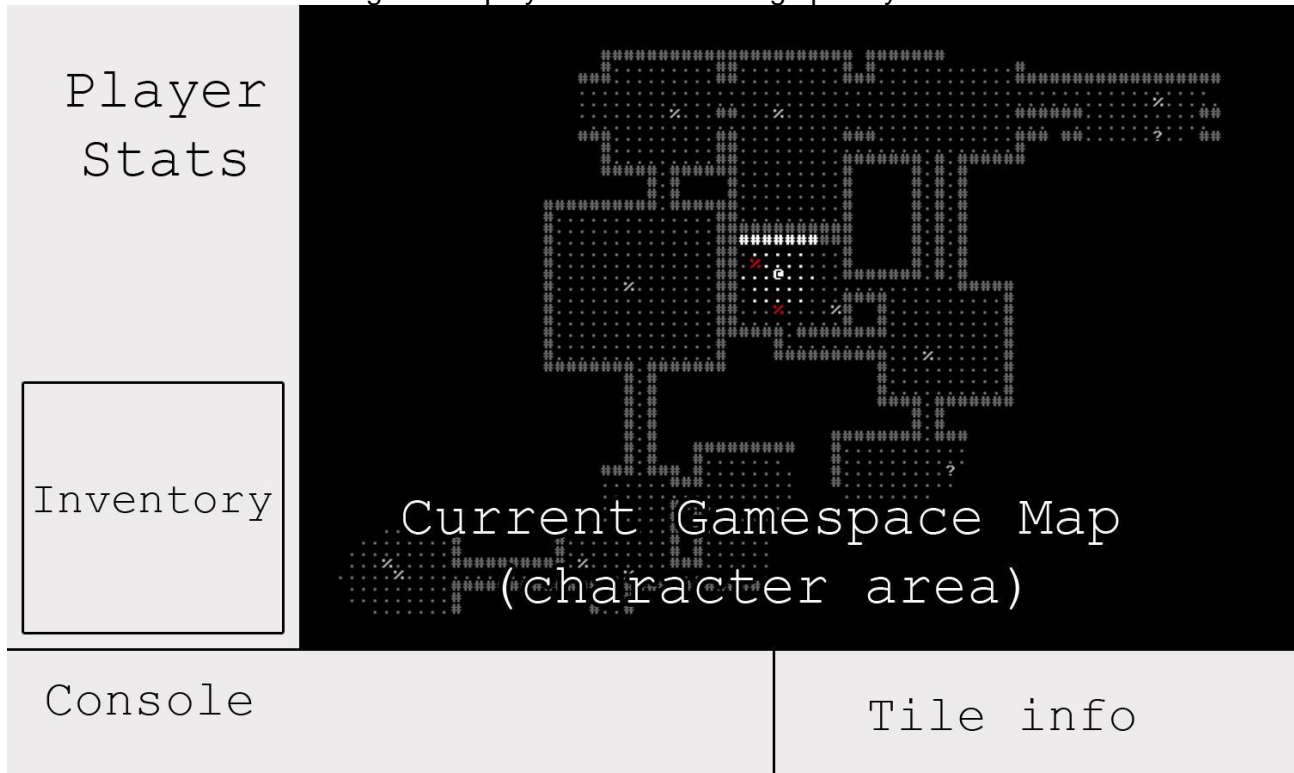 Player
Stats
Inventory
Current Gamespace Map
(character area)
Console
Tile info